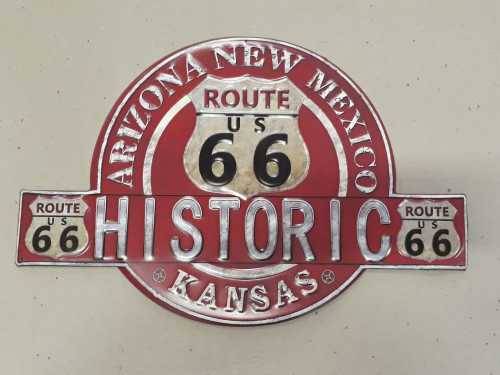 ARIZONA NEW MEXICO
ROUTE
US
66
ROUTE
US
66
HISTORIC
ROUTE
US
66
KANSAS